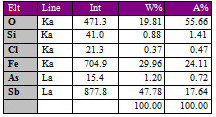 Elt Line Int W% A%
O Ka 471.3 19.81 55.66
Si Ka 41.0 0.88 1.41
Cl Ka 21.3 0.37 0.47
Fe Ka 704.9 29.96 24.11
As La 15.4 1.20 0.72
Sb La 877.8 47.78 17.64
100.00 100.00